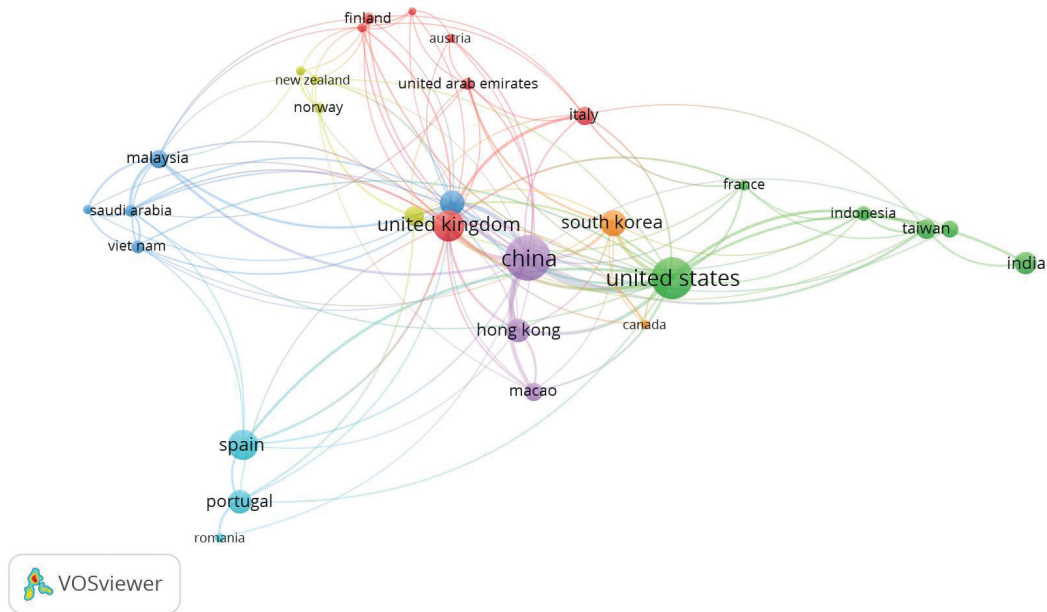 finland
austria
new zealand
united arab emirates
norway
italy
malaysia
france
saudi arabia
indonesia
united kingdom
south korea
taiwan
viet nam
china
india
united states
canada
hong kong
macao
spain
portugal
romania
VOSviewer